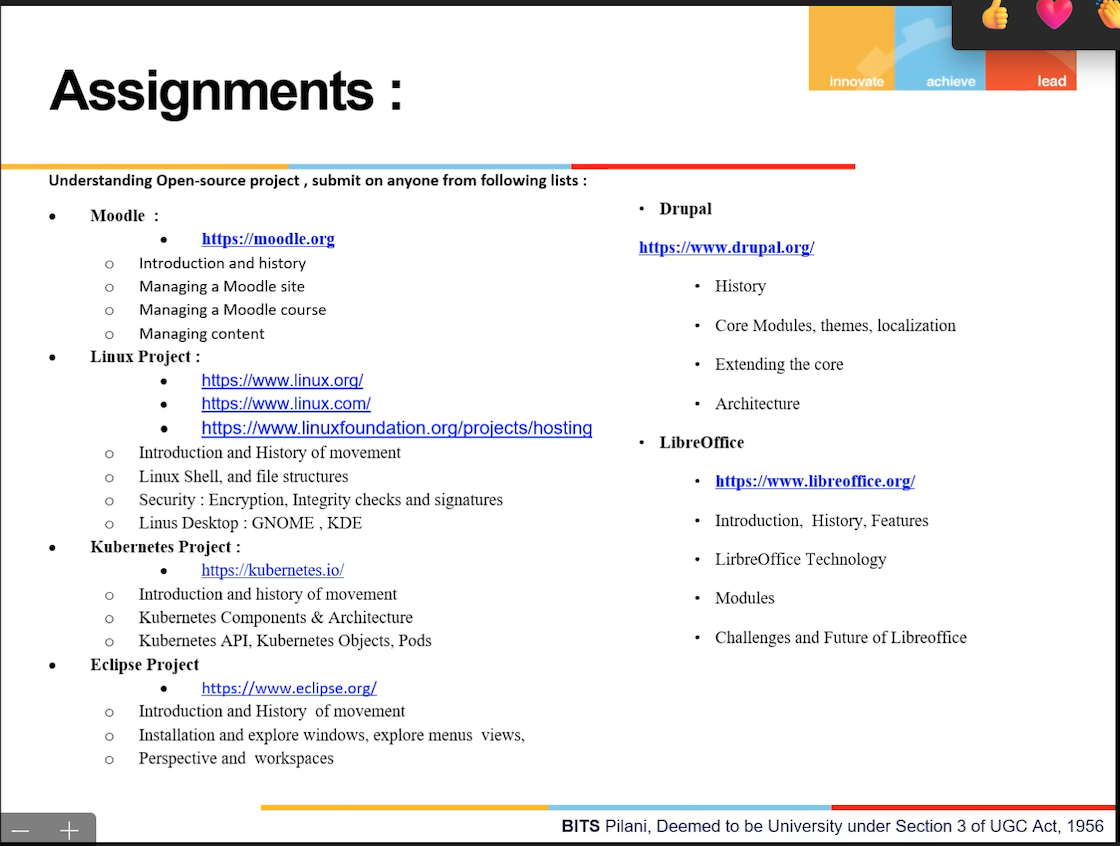 innovate achieve lead
Assignments :
Understanding Open-source project , submit on anyone from following lists :
• Moodle :
• https://moodle.org
o Introduction and history
o Managing a Moodle site
o Managing a Moodle course
o Managing content
• Linux Project :
• https://www.linux.org/
• https://www.linux.com/
• https://www.linuxfoundation.org/projects/hosting
o Introduction and History of movement
o Linux Shell, and file structures
o Security : Encryption, Integrity checks and signatures
o Linus Desktop : GNOME , KDE
• Kubernetes Project :
• https://kubernetes.io/
o Introduction and history of movement
o Kubernetes Components & Architecture
o Kubernetes API, Kubernetes Objects, Pods
• Eclipse Project
• https://www.eclipse.org/
o Introduction and History of movement
o Installation and explore windows, explore menus views,
o Perspective and workspaces
• Drupal
https://www.drupal.org/
• History
• Core Modules, themes, localization
• Extending the core
• Architecture
• LibreOffice
• https://www.libreoffice.org/
• Introduction, History, Features
• LirbreOffice Technology
• Modules
• Challenges and Future of Libreoffice
BITS Pilani, Deemed to be University under Section 3 of UGC Act, 1956